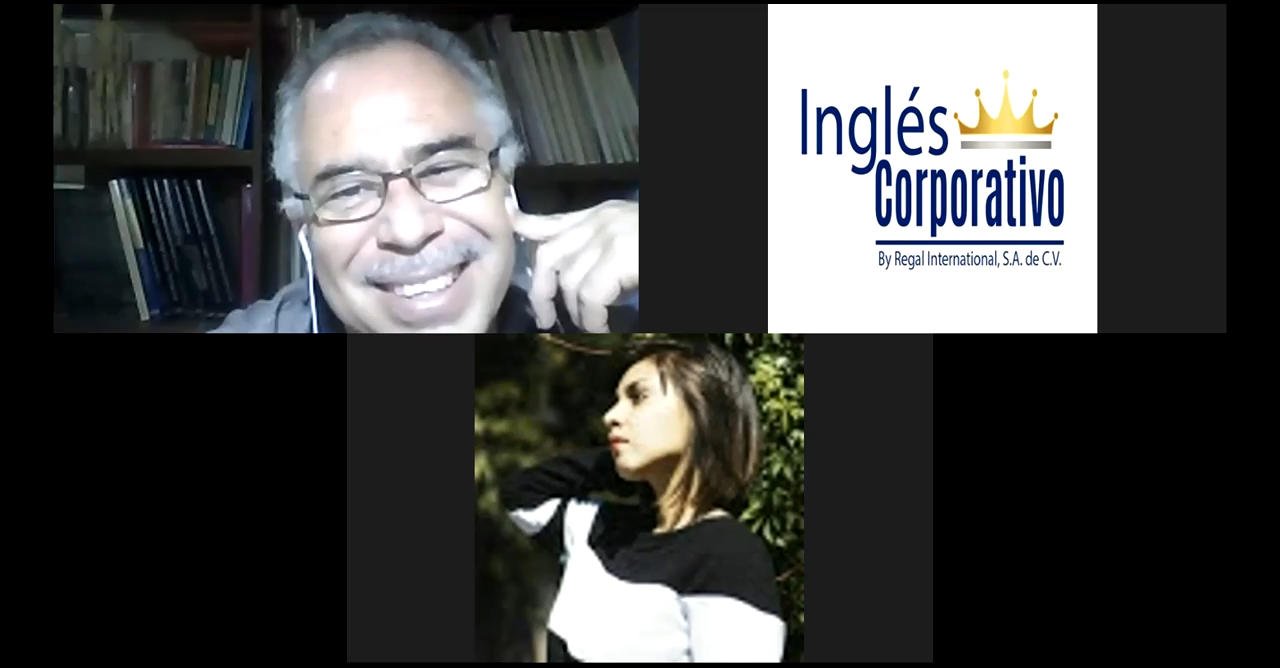 Inglés
Corporativo
By Regal International, S.A. de C.V.